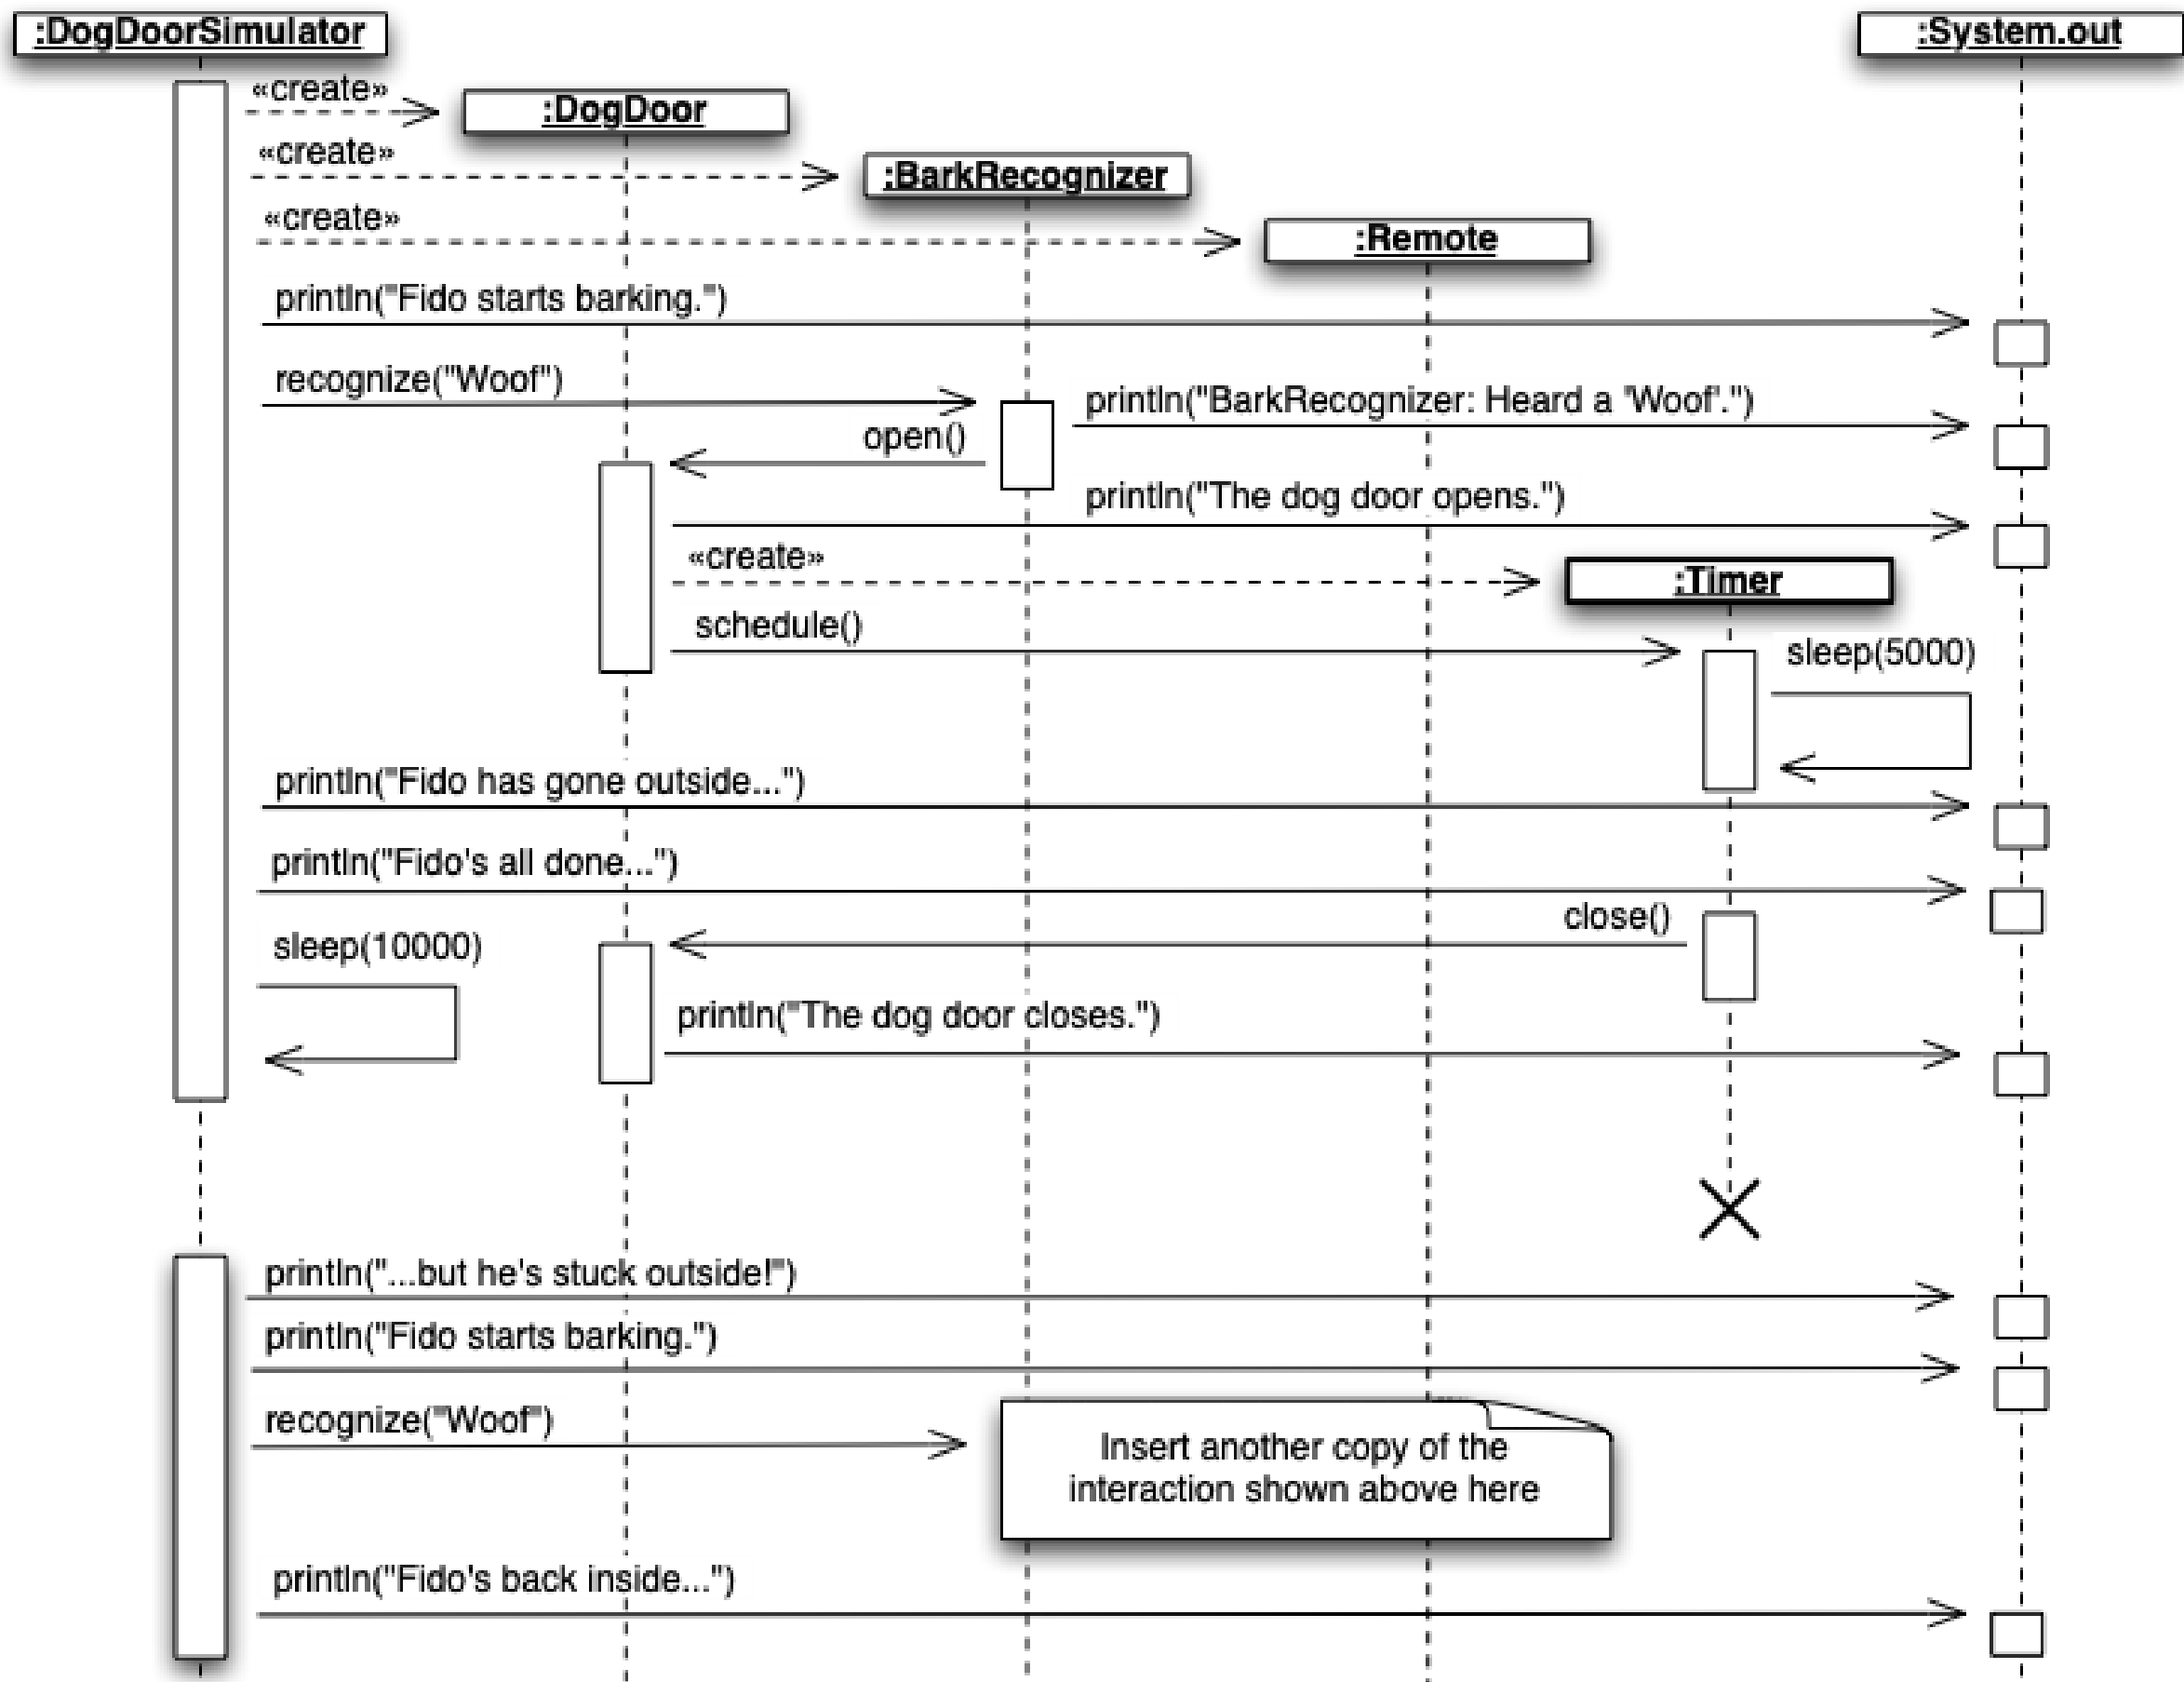 :DogDoorSimulator
:System.out
«create»
:DogDoor
«create»
:BarkRecognizer
«create»
:Remote
println("Fido starts barking.")
recognize("Woof")
println("BarkRecognizer: Heard a 'Woof'.")
open()
println("The dog door opens.")
«create»
:Timer
schedule()
sleep(5000)
println("Fido has gone outside...")
println("Fido's all done...")
close()
sleep(10000)
println("The dog door closes.")
println("...but he's stuck outside!")
println("Fido starts barking.")
recognize("Woof")
Insert another copy of the
interaction shown above here
println("Fido's back inside...")